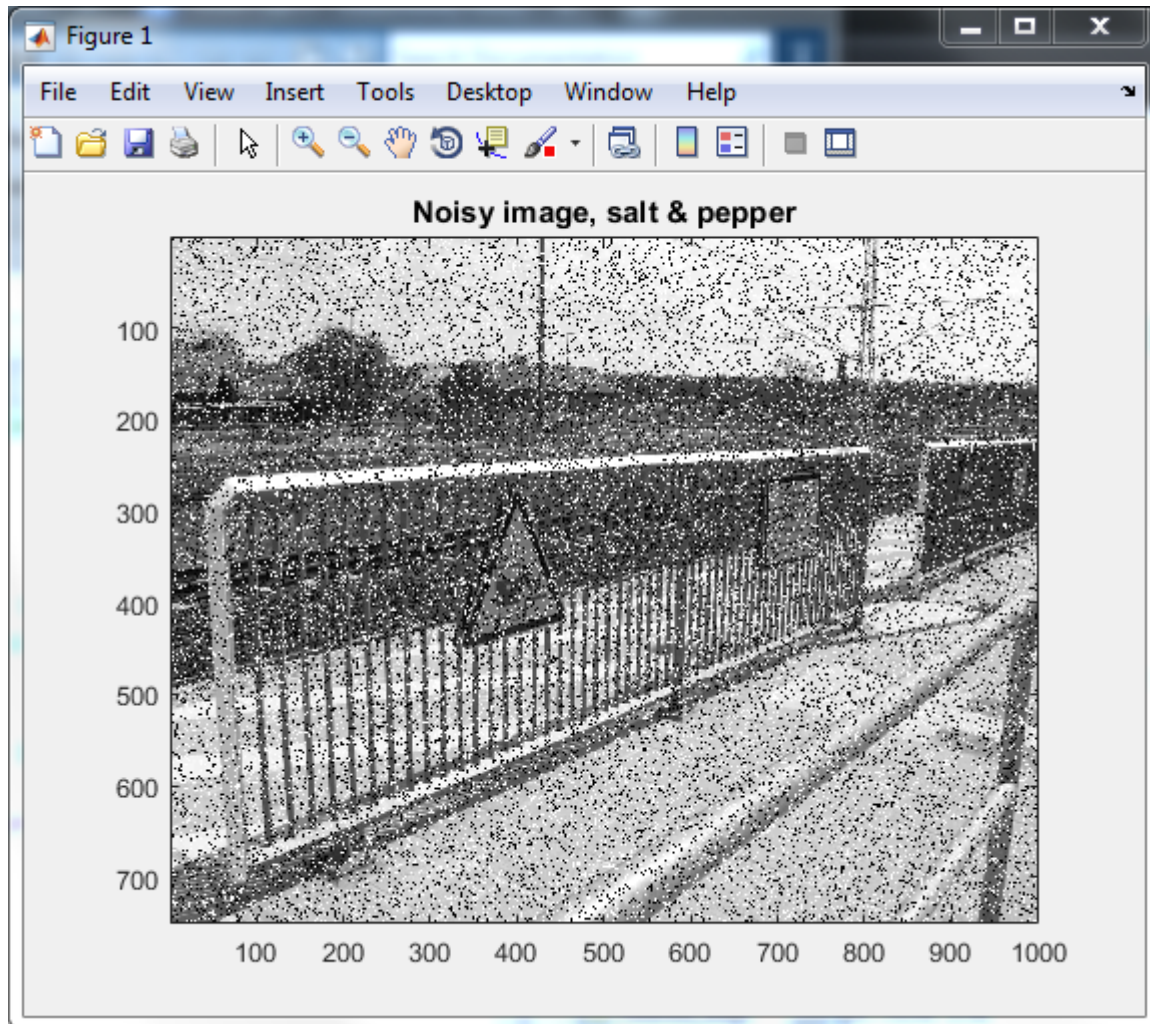 Figure 1
File Edit View Insert Tools Desktop Window Help
Noisy image, salt & pepper
100
200
300
400
500
600
700
100 200 300 400 500 600 700 800 900 1000